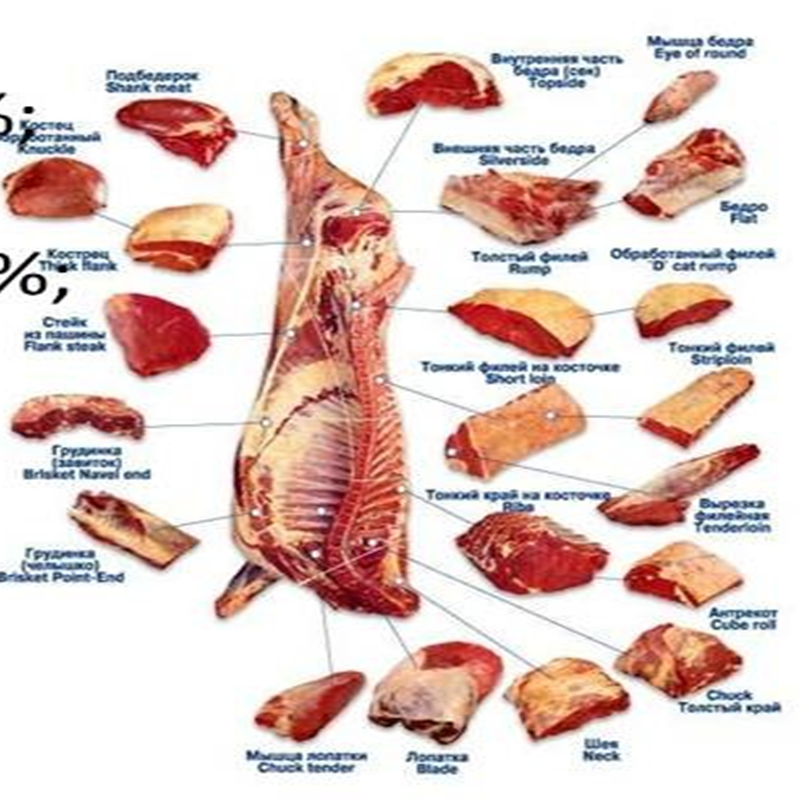 Мышца бедра
Eye of round
Внутренняя часть
бедра (сек)
Topside
Подбедерок
Shank meat
%;
Костец
Knuckle
Внешняя часть бедра
Silverside
Бедро
Flat
%;
Кострец
Thick flank
Толстый филей
Rump
Обработанный филей
"D" cat rump
Стейк
из пашины
Flank steak
Тонкий филей
Striploin
Тонкий филей на косточке
Short loin
Грудинка
(завиток)
Brisket Navel end
Тонкий край на косточке
Ribs
Вырезка
филейная
Tenderloin
Грудинка
(челышко)
Brisket Point-End
Антрекот
Cube roll
Chuck
Толстый край
Шея
Neck
Мышца лопатки
Chuck tender
Лопатка
Blade